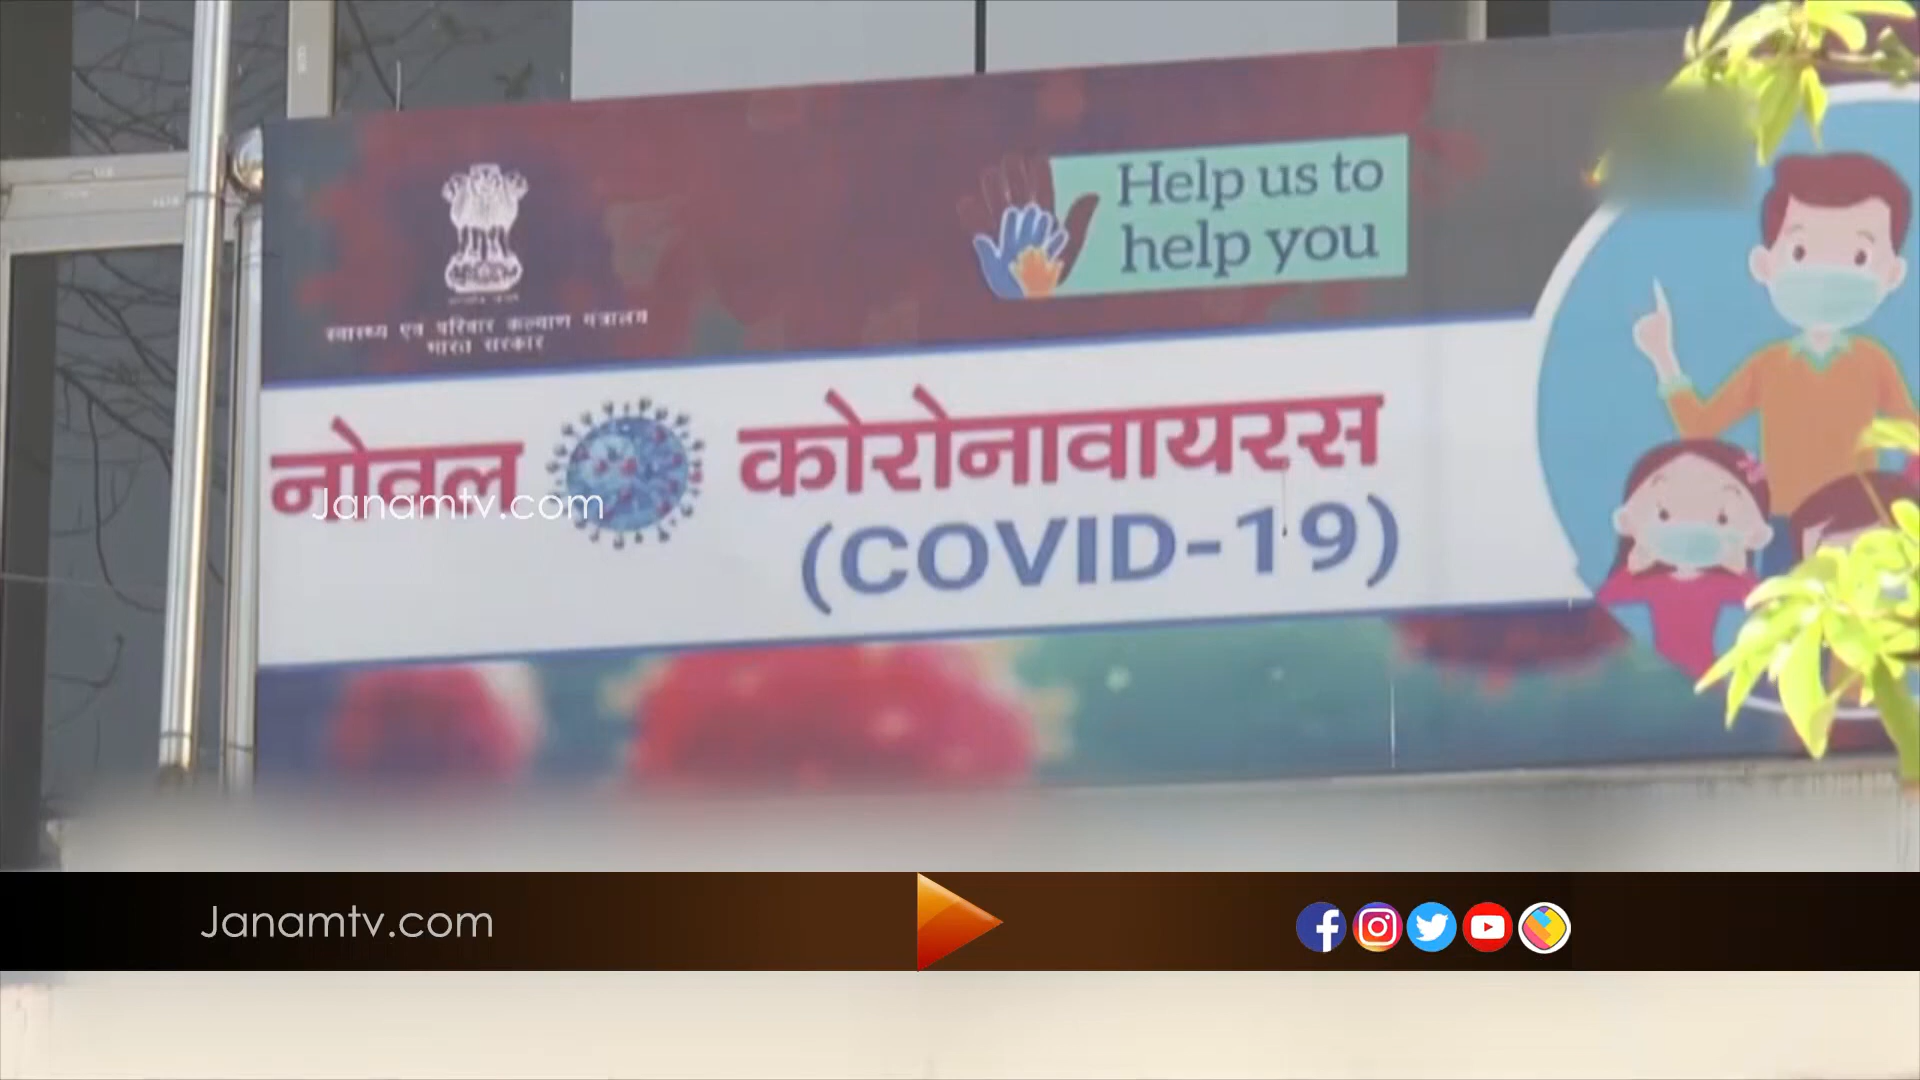 Help us to
help you
स्वास्थ्य एवं परिवार कल्याण मंत्रालय
भारत सरकार
नोवल कोरोनावायरस
(COVID-19)
Janamtv.com
Janamtv.com